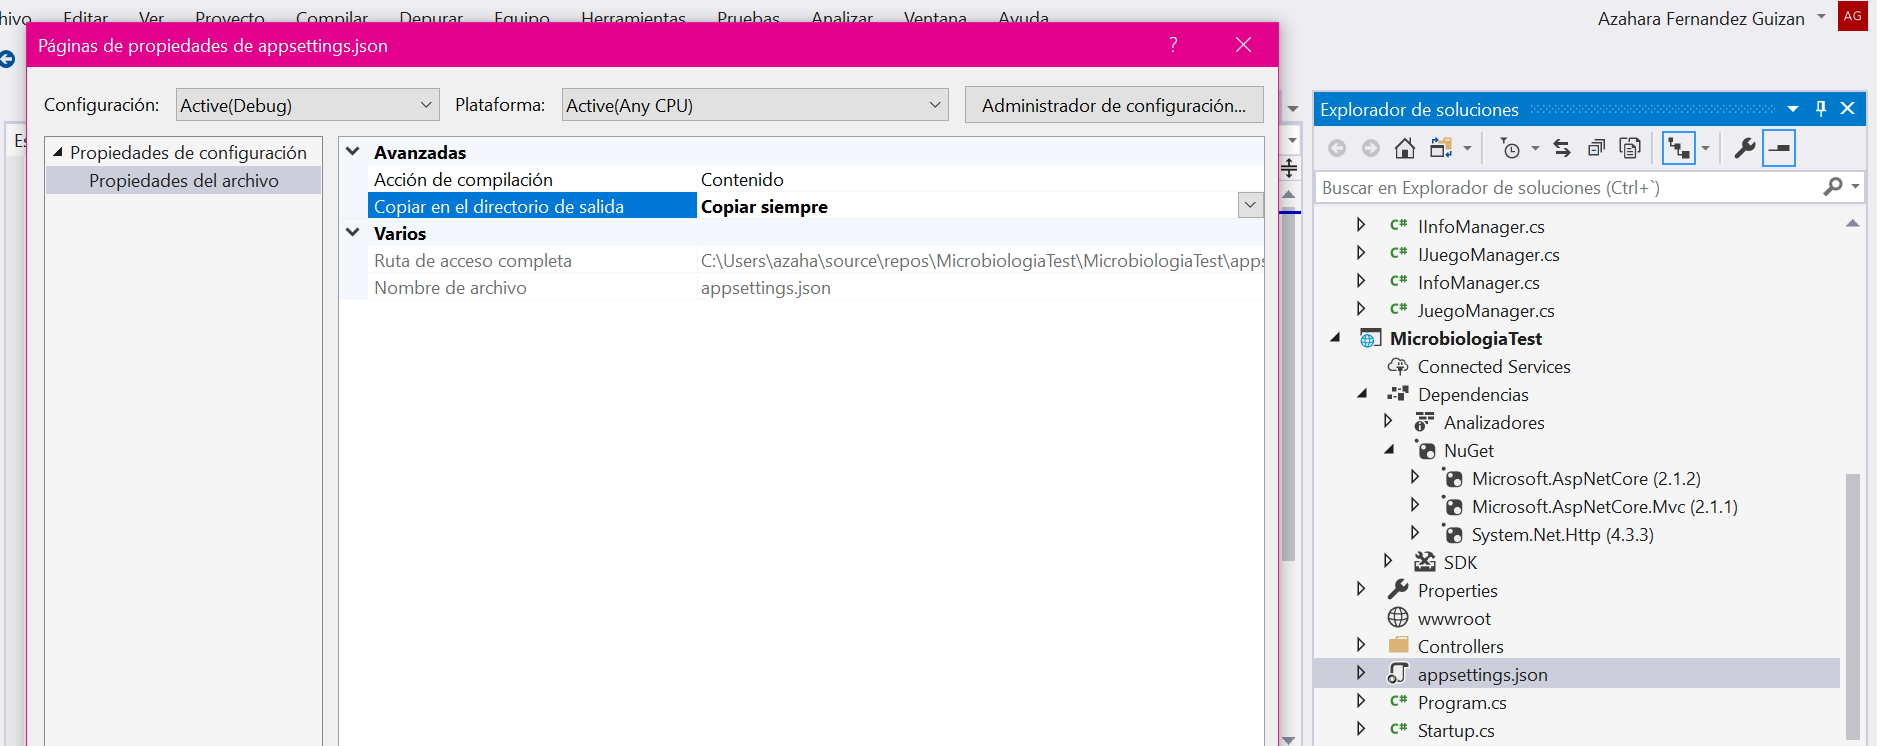 Editar Ver Proyecto Compilar Depurar Equipo Herramientas Pruebas Analizar Ventana Ayuda
Azahara Fernandez Guizan AG
Páginas de propiedades de appsettings.json ?
Configuración: Active(Debug) Plataforma: Active(Any CPU) Administrador de configuración...
Propiedades de configuración
Propiedades del archivo
Avanzadas
Acción de compilación Contenido
Copiar en el directorio de salida Copiar siempre
Varios
Ruta de acceso completa C:\Users\azaha\source\repos\MicrobiologiaTest\MicrobiologiaTest\apps
Nombre de archivo appsettings.json
Explorador de soluciones
Buscar en Explorador de soluciones (Ctrl+`)
C# IInfoManager.cs
C# IJuegoManager.cs
C# InfoManager.cs
C# JuegoManager.cs
MicrobiologiaTest
Connected Services
Dependencias
Analizadores
NuGet
Microsoft.AspNetCore (2.1.2)
Microsoft.AspNetCore.Mvc (2.1.1)
System.Net.Http (4.3.3)
SDK
Properties
wwwroot
Controllers
appsettings.json
C# Program.cs
C# Startup.cs